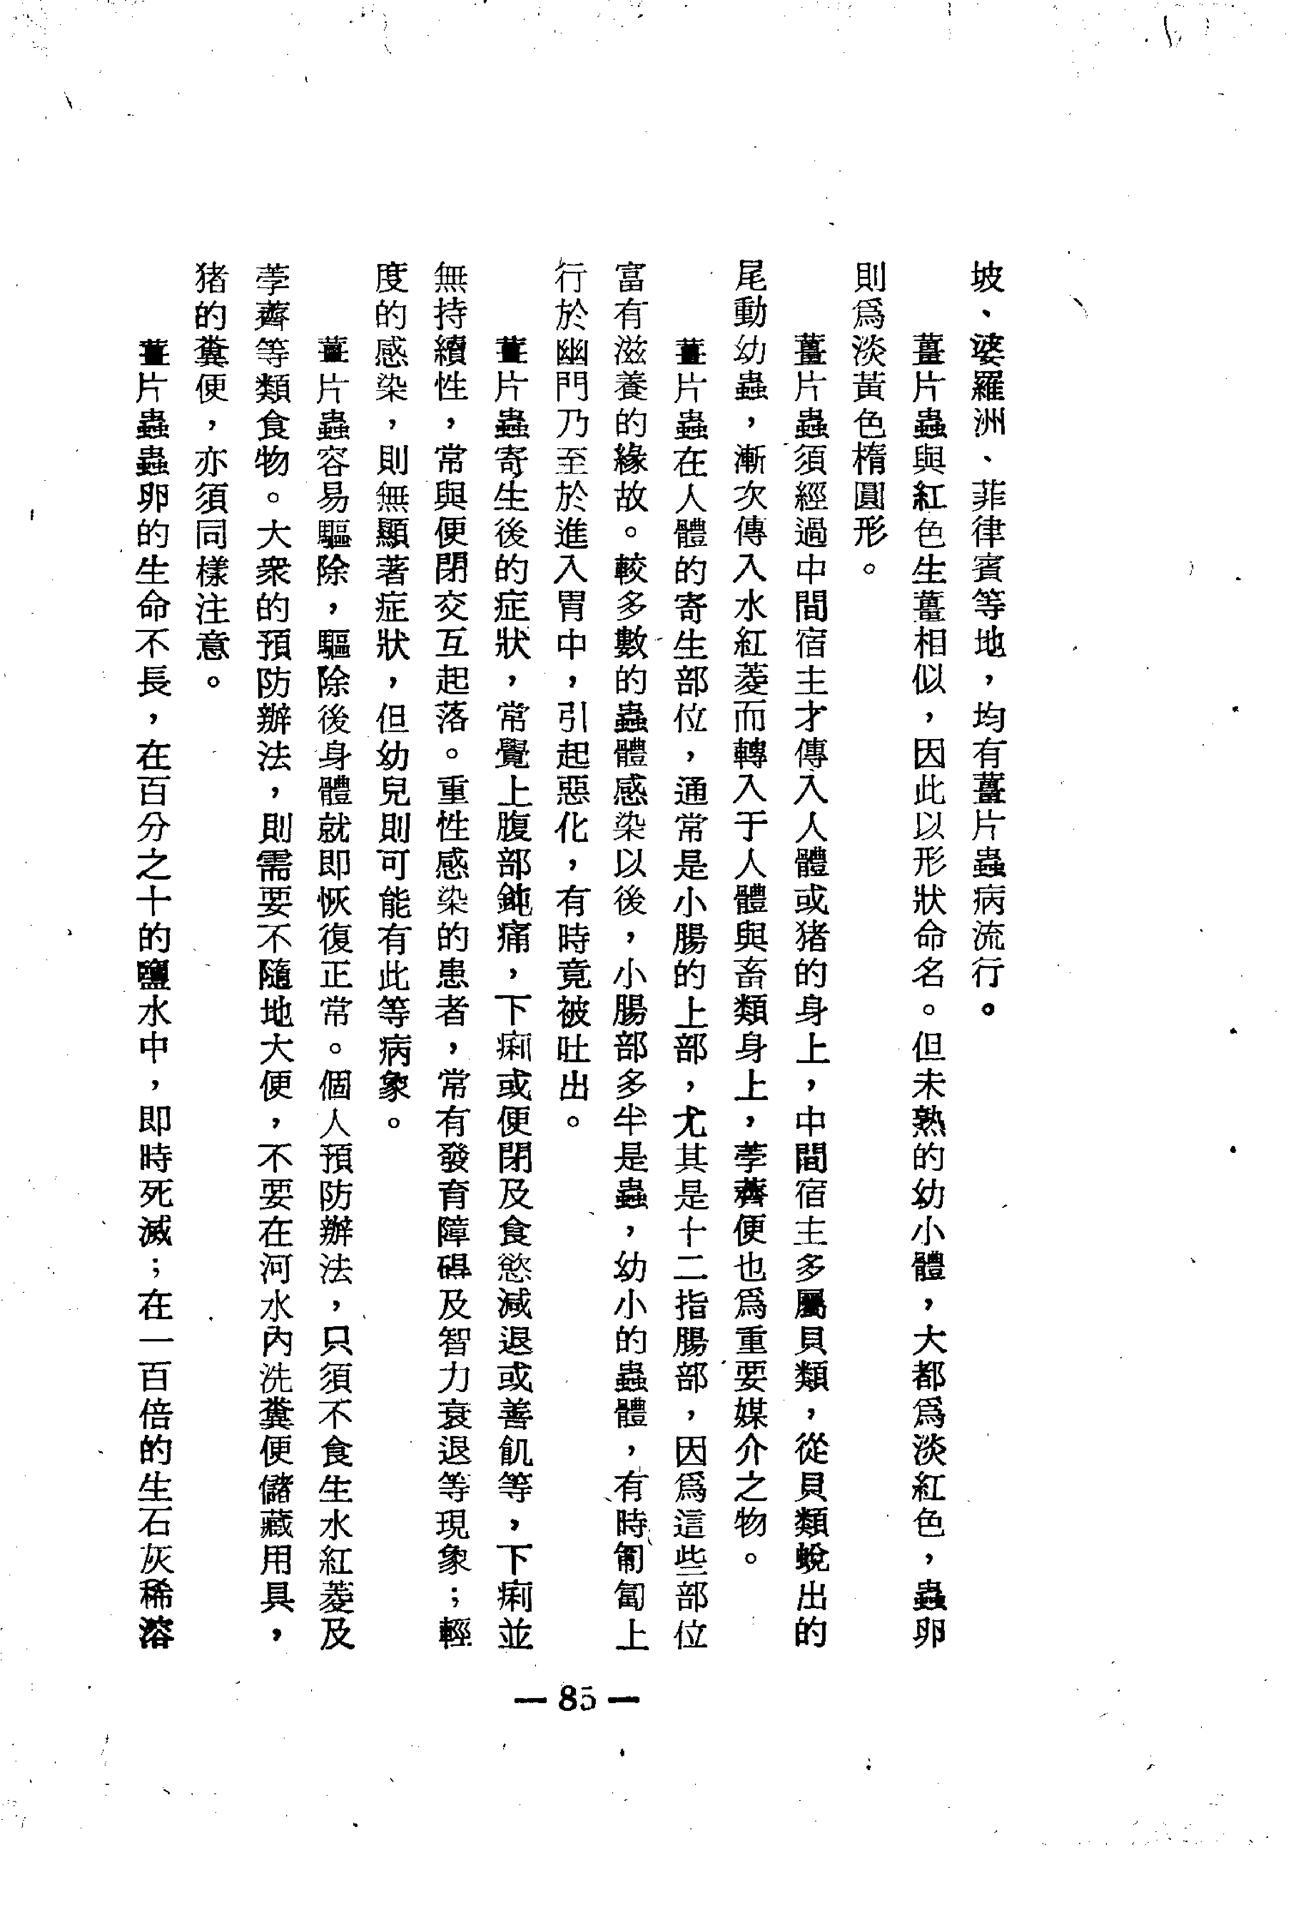 坡、婆羅洲、菲律賓等地，均有薑片蟲病流行。
薑片蟲與紅色生薑相似，因此以形狀命名。但未熟的幼小體，大都爲淡紅色，蟲卵
則爲淡黃色楕圓形。
薑片蟲須經過中間宿主才傳入人體或猪的身上，中間宿主多屬貝類，從貝類蛻出的
尾動幼蟲，漸次傳入水紅菱而轉入于人體與畜類身上，荸薺便也爲重要媒介之物。
薑片蟲在人體的寄生部位，通常是小腸的上部，尤其是十二指腸部，因爲這些部位
富有滋養的緣故。較多數的蟲體感染以後，小腸部多半是蟲，幼小的蟲體，有時匍匐上
行於幽門乃至於進入胃中，引起惡化，有時竟被吐出。
薑片蟲寄生後的症狀，常覺上腹部鈍痛，下痢或便閉及食慾減退或善飢等，下痢並
無持續性，常與便閉交互起落。重性感染的患者，常有發育障碍及智力衰退等現象；輕
度的感染，則無顯著症狀，但幼兒則可能有此等病象。
薑片蟲容易驅除，驅除後身體就即恢復正常。個人預防辦法，只須不食生水紅菱及
荸薺等類食物。大衆的預防辦法，則需要不隨地大便，不要在河水內洗糞便儲藏用具，
猪的糞便，亦須同樣注意。
薑片蟲蟲卵的生命不長，在百分之十的鹽水中，即時死滅；在一百倍的生石灰稀溶
— 85 —